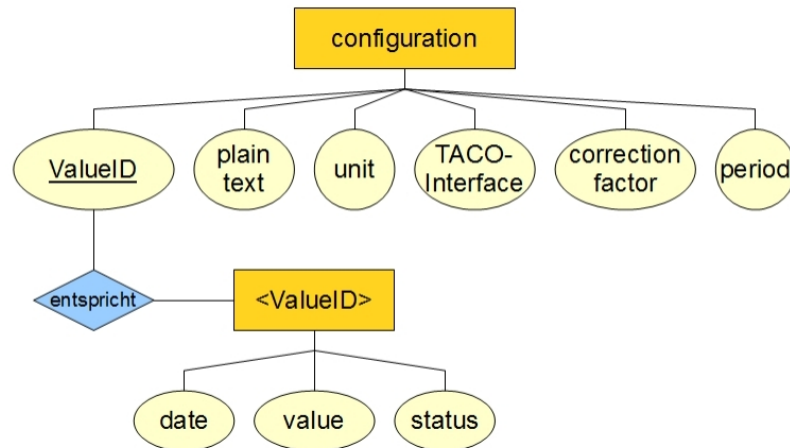 configuration
ValueID
plain
text
unit
TACO-
Interface
correction
factor
period
entspricht
<ValueID>
date
value
status